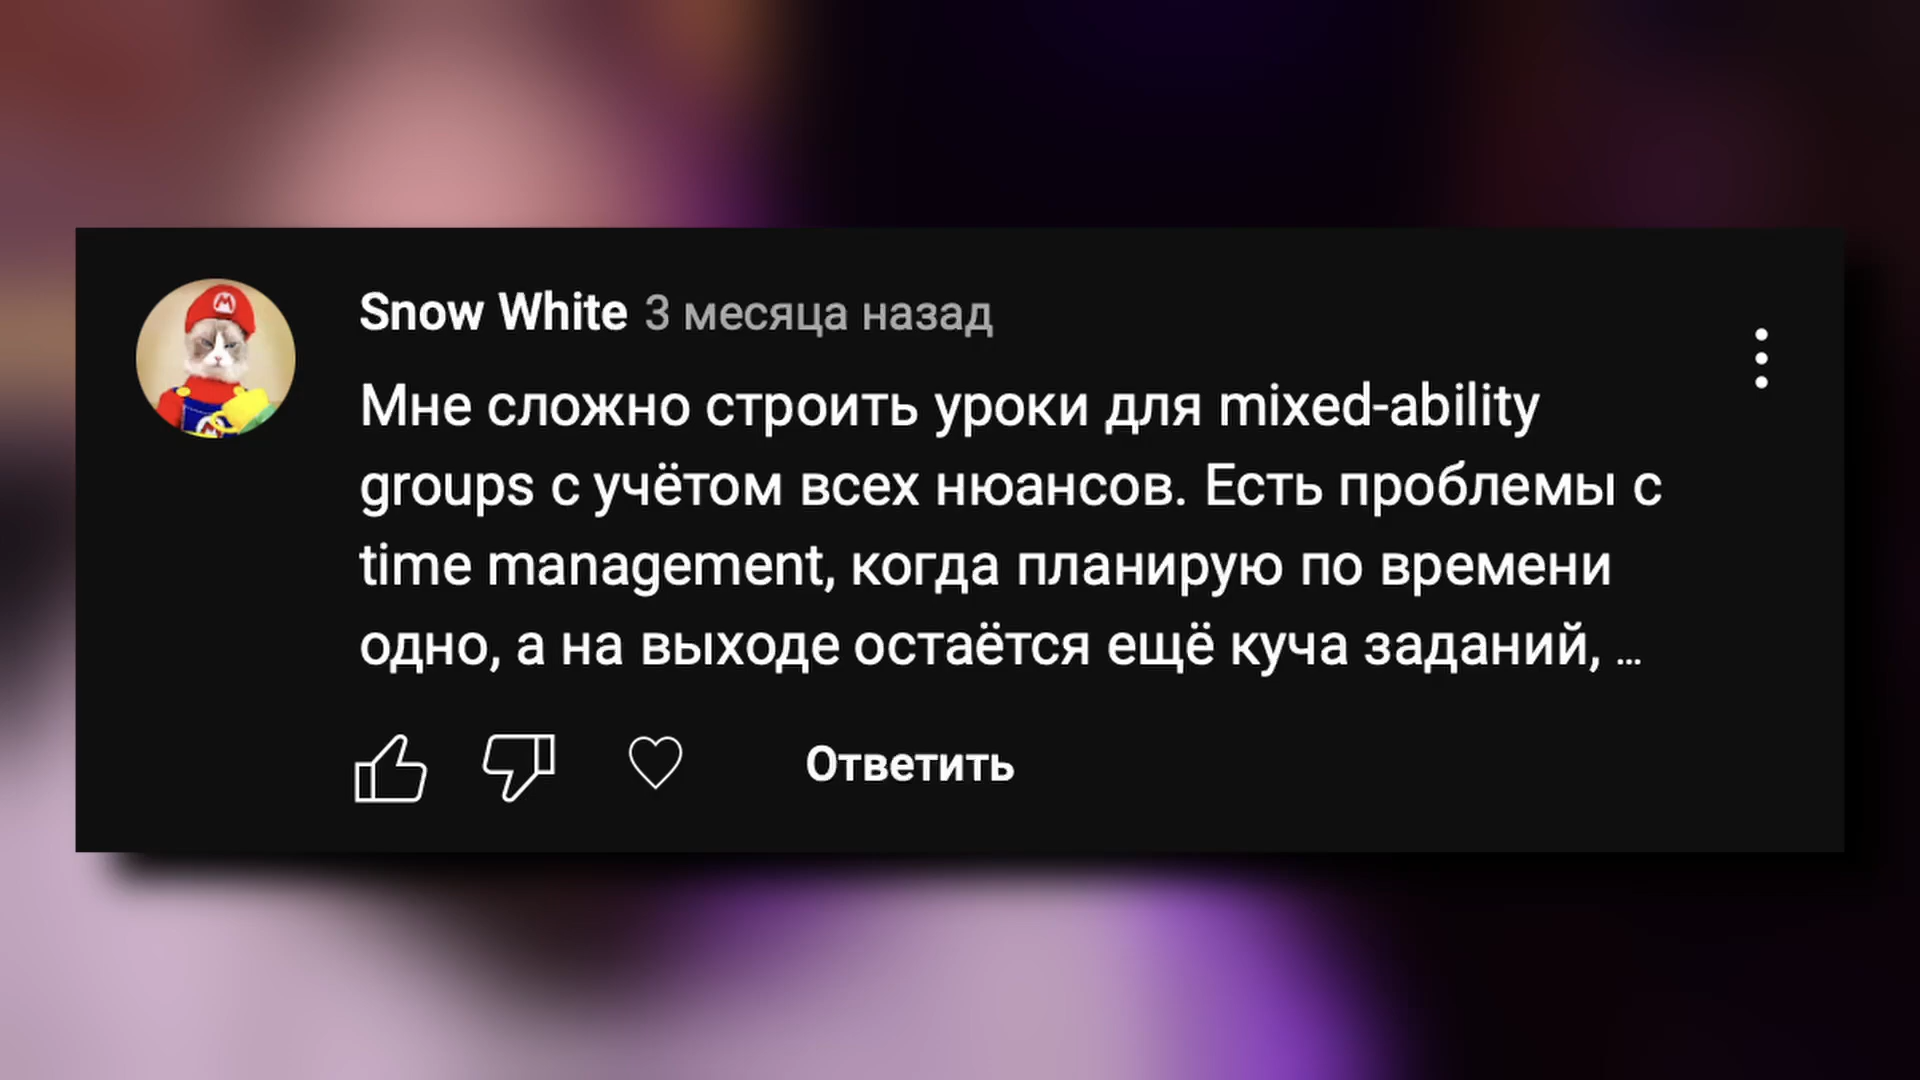 Snow White 3 месяца назад
Мне сложно строить уроки для mixed-ability
groups с учётом всех нюансов. Есть проблемы с
time management, когда планирую по времени
одно, а на выходе остаётся ещё куча заданий, ...
Ответить